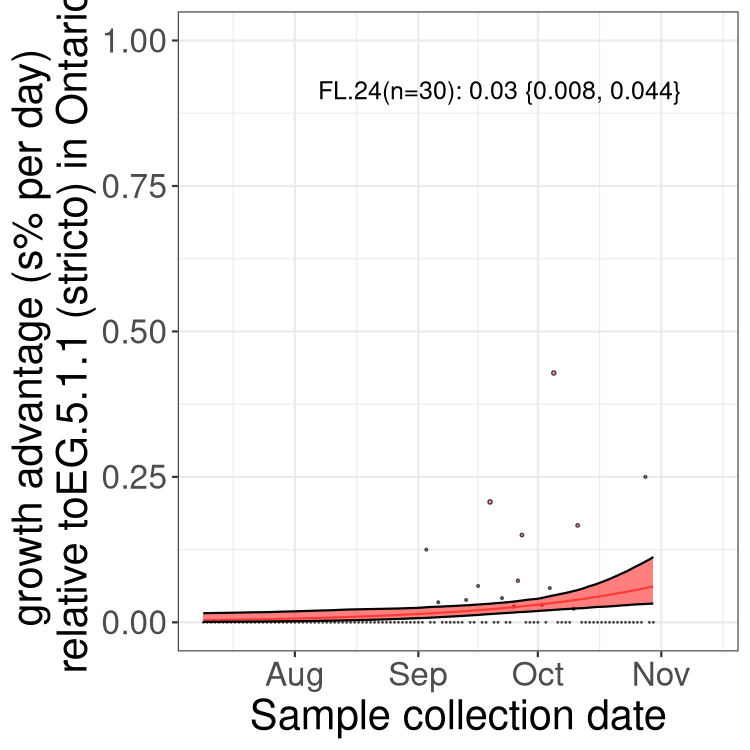 growth advantage (s% per day)
relative toEG.5.1.1 (stricto) in Ontario
1.00
0.75
0.50
0.25
0.00
FL.24(n=30): 0.03 {0.008, 0.044}
Aug Sep Oct Nov
Sample collection date